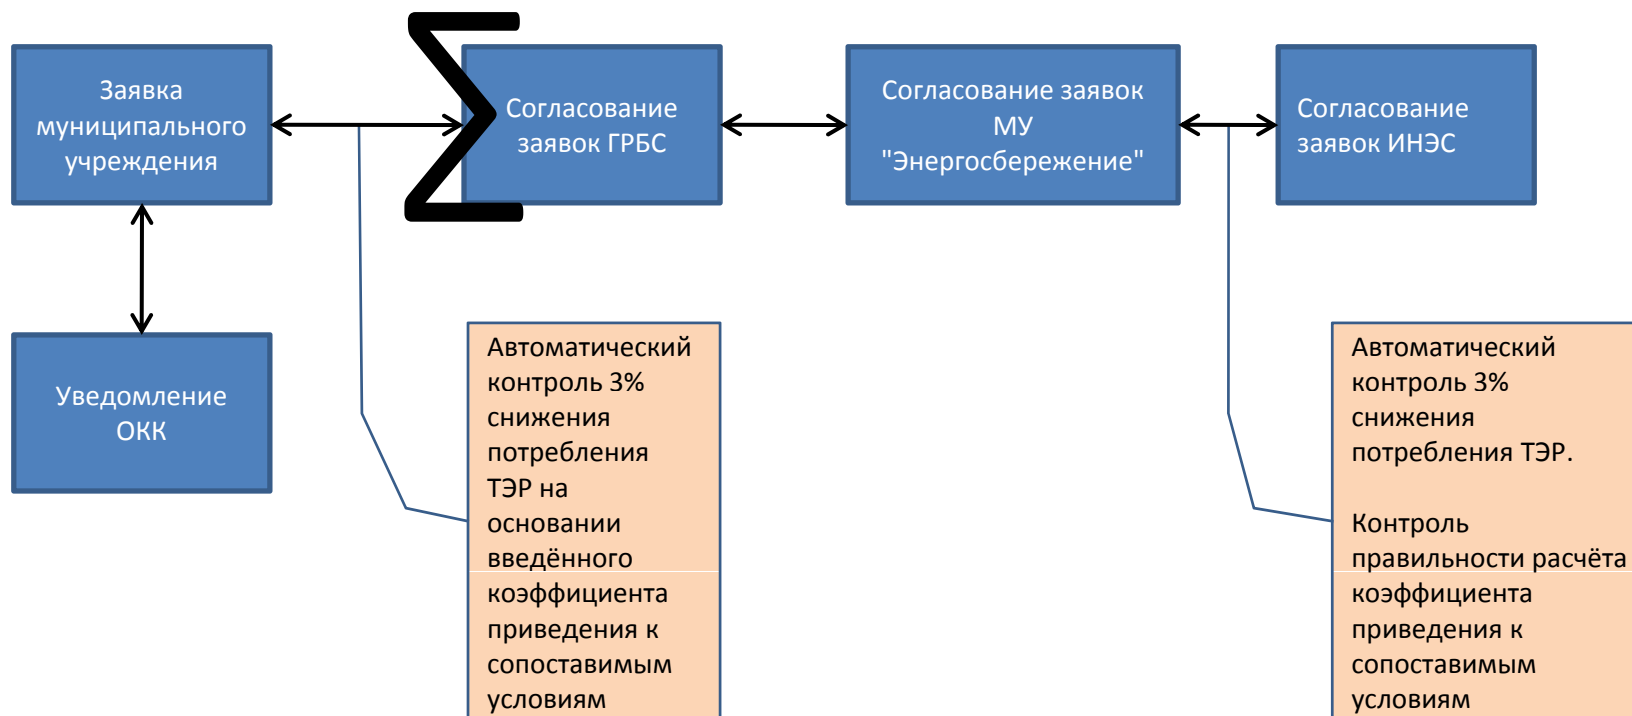 Заявка
муниципального
учреждения
Σ
Согласование
заявок ГРБС
Согласование заявок
МУ
"Энергосбережение"
Согласование
заявок ИНЭС
Уведомление
ОКК
Автоматический
контроль 3%
снижения
потребления
ТЭР на
основании
введённого
коэффициента
приведения к
сопоставимым
условиям
Автоматический
контроль 3%
снижения
потребления ТЭР.
Контроль
правильности расчёта
коэффициента
приведения к
сопоставимым
условиям